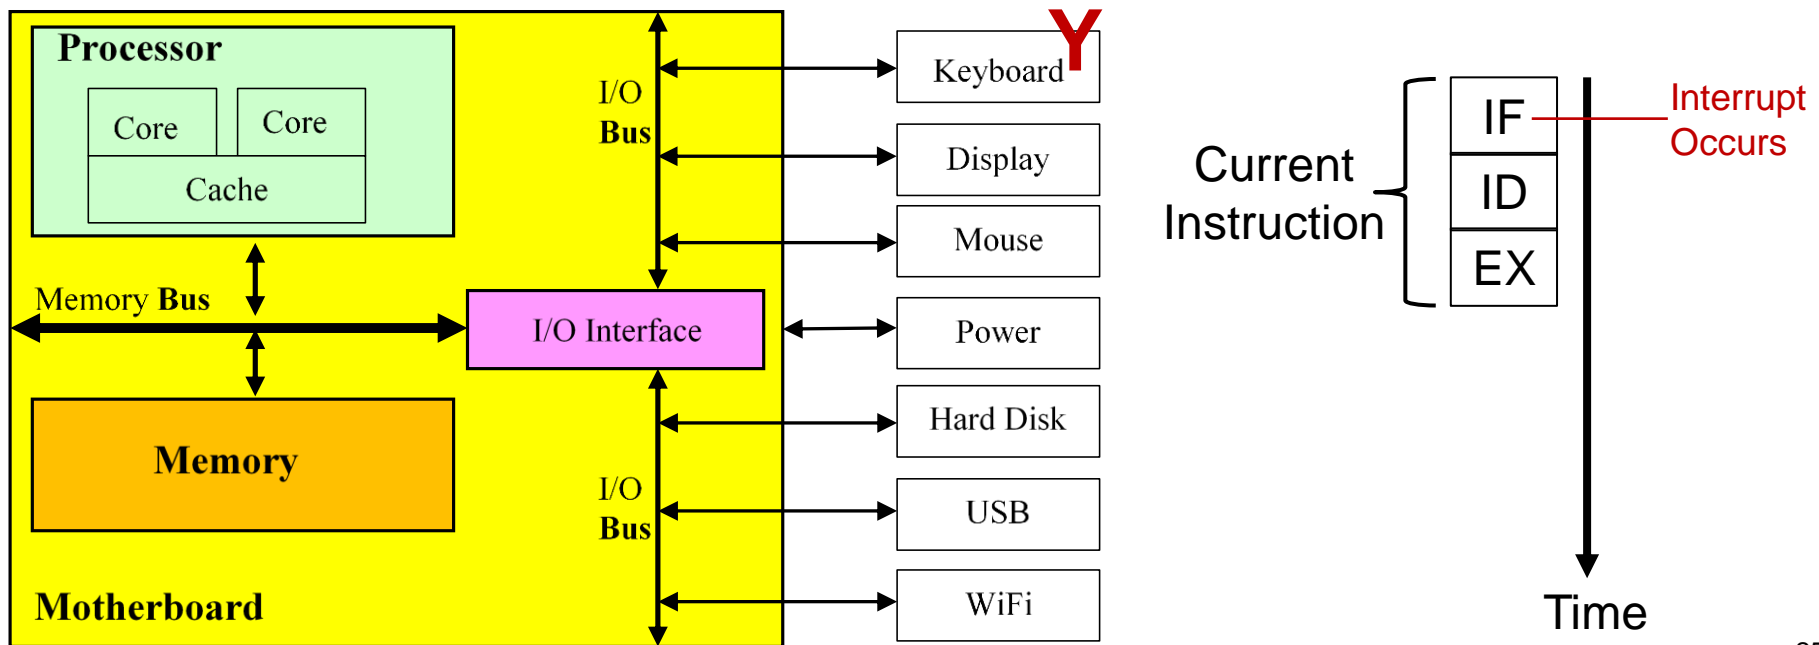 Processor
Core
Core
Cache
Memory Bus
Memory
Motherboard
I/O
Bus
I/O Interface
I/O
Bus
Y
Keyboard
Display
Mouse
Power
Hard Disk
USB
WiFi
Current
Instruction
IF
ID
EX
Interrupt
Occurs
Time